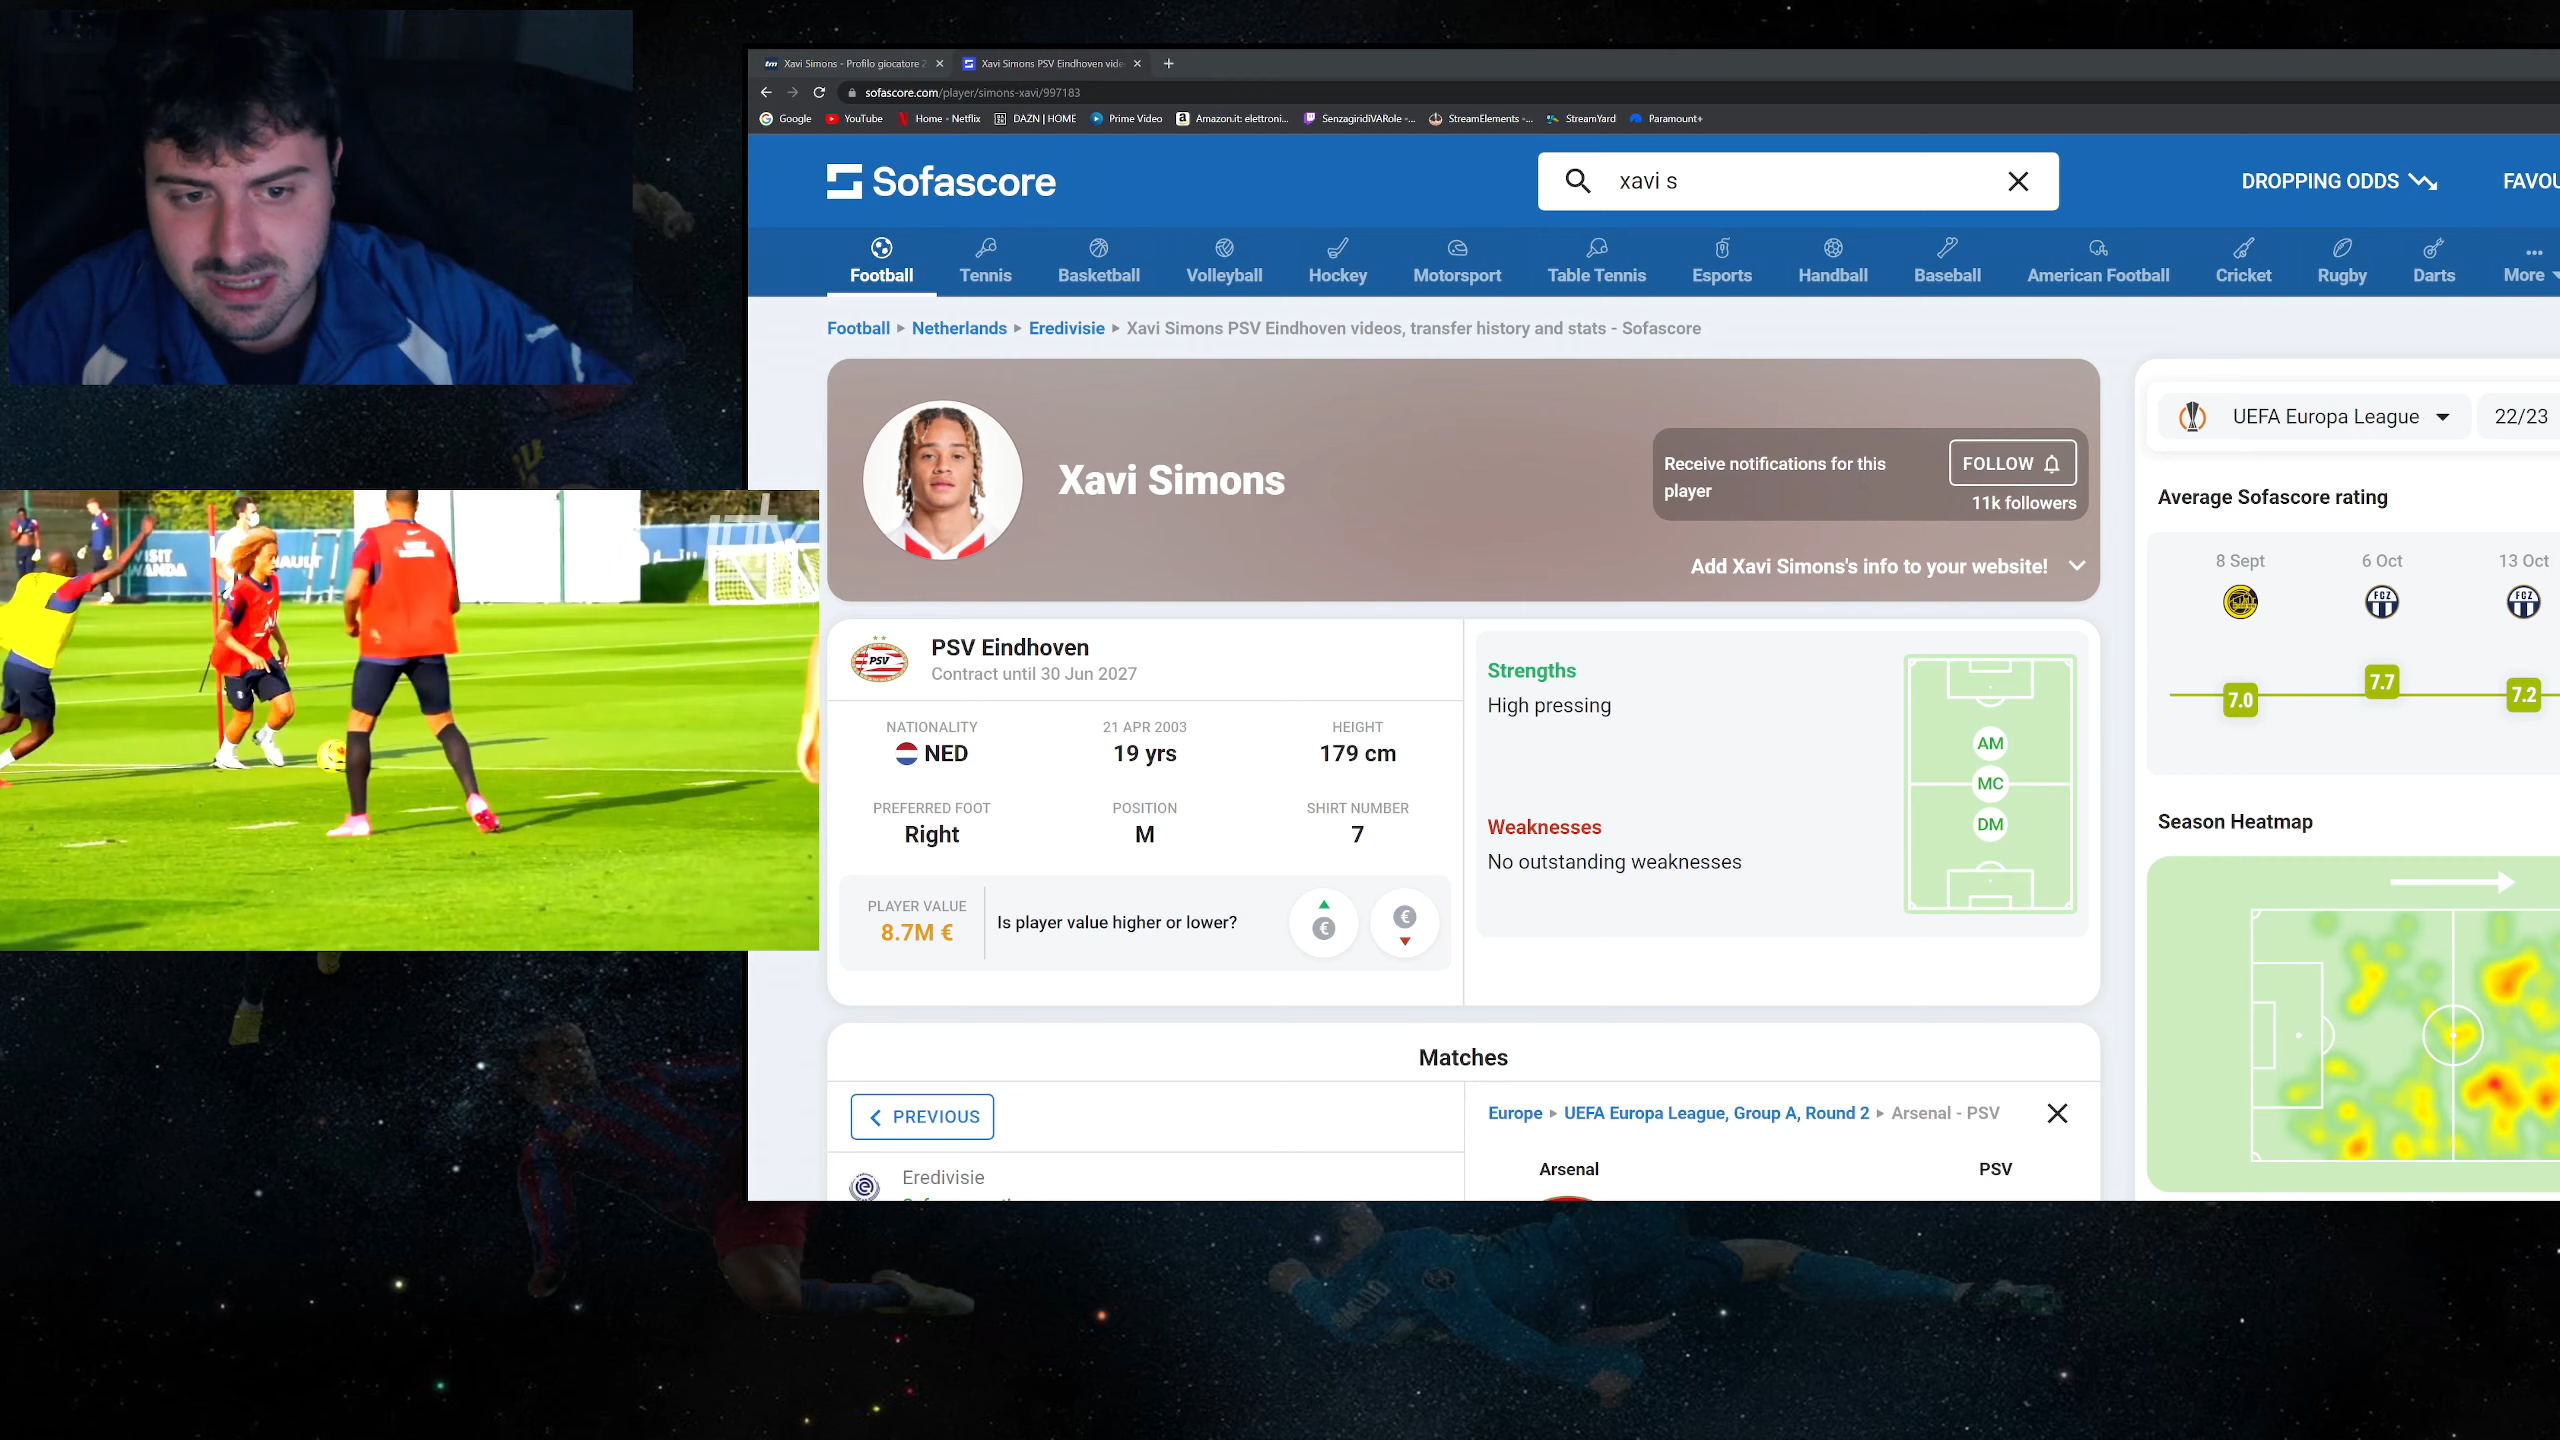 Xavi Simons - Profilo giocatore 2
Xavi Simons PSV Eindhoven vide
sofascore.com/player/simons-xavi/997183
Google
YouTube
Home - Netflix
DAZN | HOME
Prime Video
Amazon.it: elettroni...
SenzagiridiVARole -...
StreamElements -...
StreamYard
Paramount+
Sofascore
xavi s
DROPPING ODDS
FAVOU
Football
Tennis
Basketball
Volleyball
Hockey
Motorsport
Table Tennis
Esports
Handball
Baseball
American Football
Cricket
Rugby
Darts
More
Football
Netherlands
Eredivisie
Xavi Simons PSV Eindhoven videos, transfer history and stats - Sofascore
Xavi Simons
Receive notifications for this
player
FOLLOW
11k followers
Add Xavi Simons's info to your website!
PSV
PSV Eindhoven
Contract until 30 Jun 2027
NATIONALITY
NED
21 APR 2003
19 yrs
HEIGHT
179 cm
PREFERRED FOOT
Right
POSITION
M
SHIRT NUMBER
7
PLAYER VALUE
8.7M €
Is player value higher or lower?
€
€
Strengths
High pressing
Weaknesses
No outstanding weaknesses
AM
MC
DM
UEFA Europa League
22/23
Average Sofascore rating
8 Sept
6 Oct
13 Oct
FCZ
FCZ
7.0
7.7
7.2
Season Heatmap
Matches
PREVIOUS
Eredivisie
Europe
UEFA Europa League, Group A, Round 2
Arsenal - PSV
Arsenal
PSV